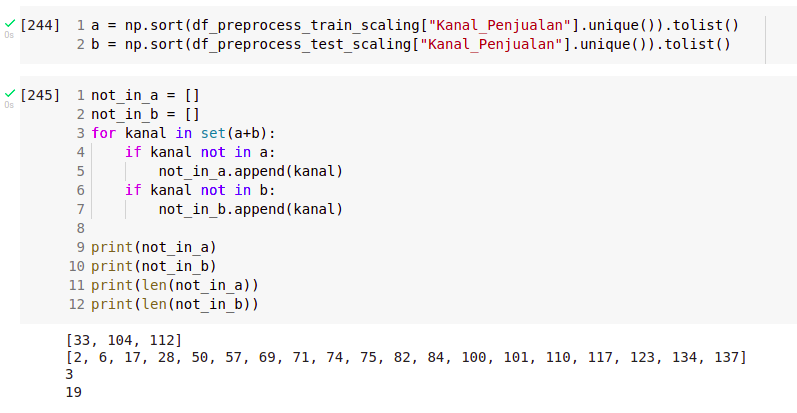 [244] 1 a = np.sort(df_preprocess_train_scaling["Kanal_Penjualan"].unique()).tolist()
0s 2 b = np.sort(df_preprocess_test_scaling["Kanal_Penjualan"].unique()).tolist()
[245] 1 not_in_a = []
0s 2 not_in_b = []
3 for kanal in set(a+b):
4     if kanal not in a:
5         not_in_a.append(kanal)
6     if kanal not in b:
7         not_in_b.append(kanal)
8
9 print(not_in_a)
10 print(not_in_b)
11 print(len(not_in_a))
12 print(len(not_in_b))
[33, 104, 112]
[2, 6, 17, 28, 50, 57, 69, 71, 74, 75, 82, 84, 100, 101, 110, 117, 123, 134, 137]
3
19